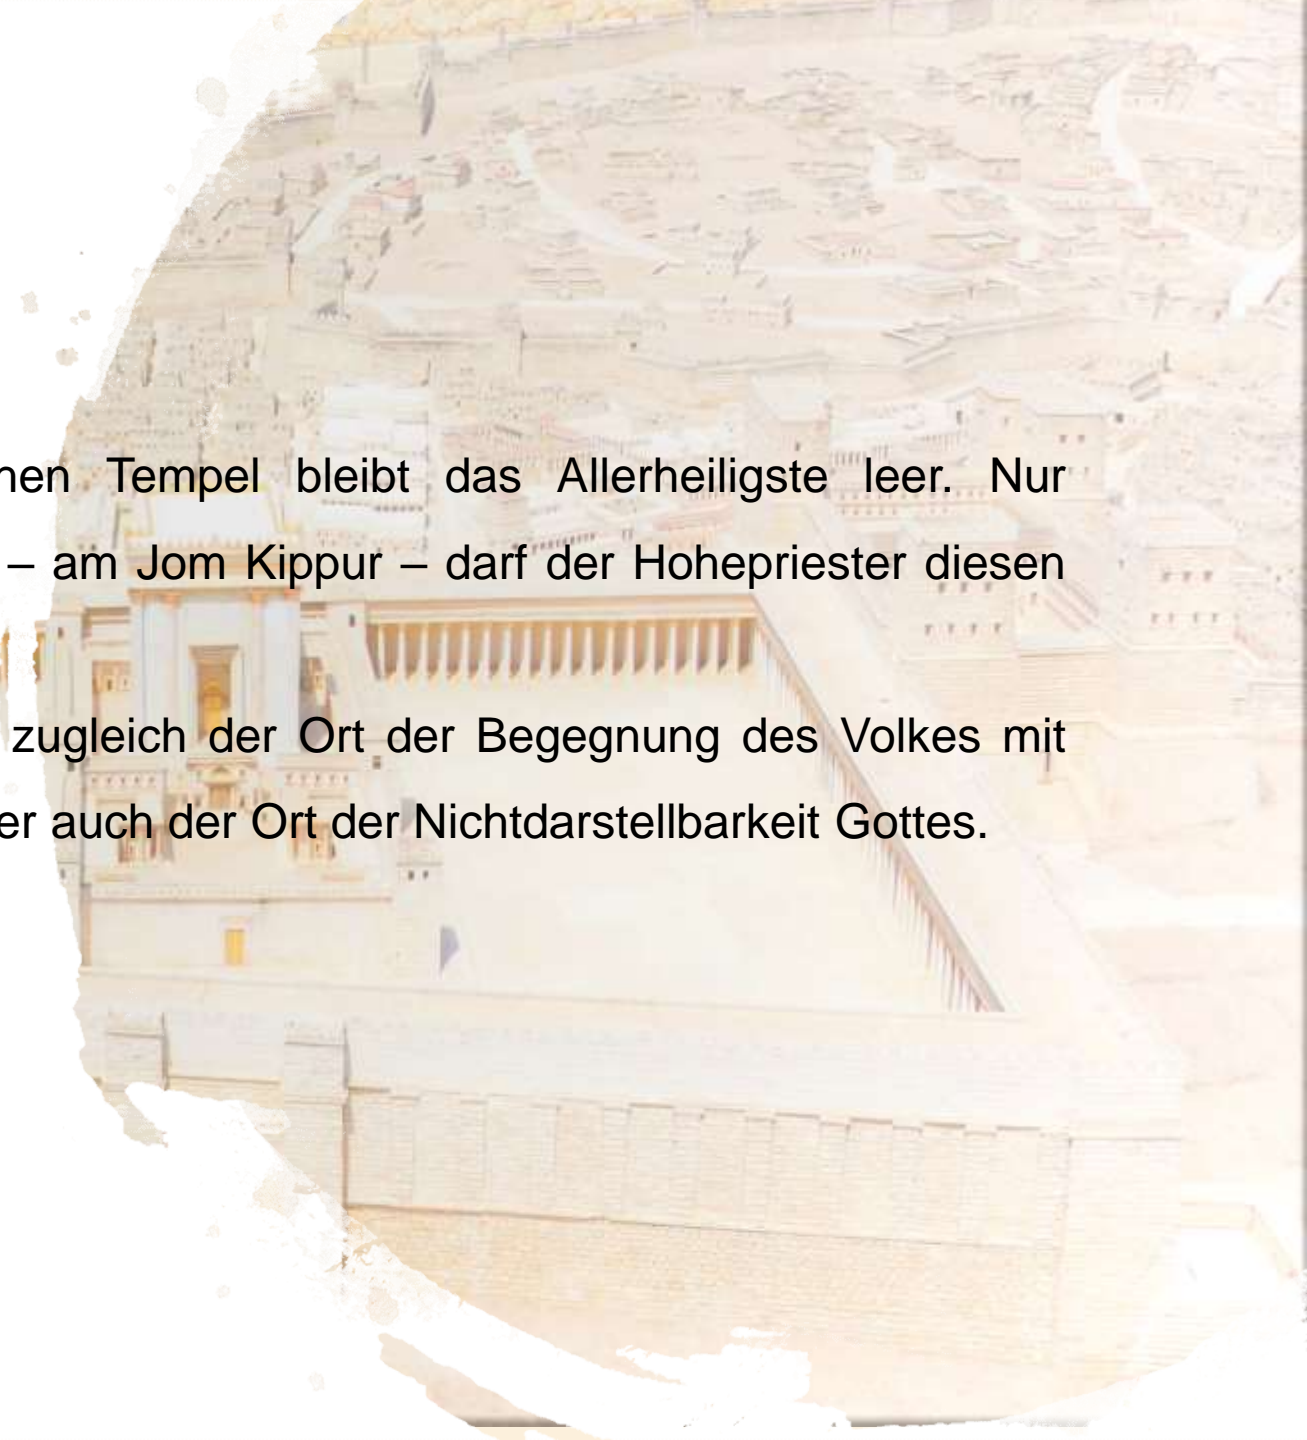 hen Tempel bleibt das Allerheiligste leer. Nur
– am Jom Kippur – darf der Hohepriester diesen
zugleich der Ort der Begegnung des Volkes mit
er auch der Ort der Nichtdarstellbarkeit Gottes.